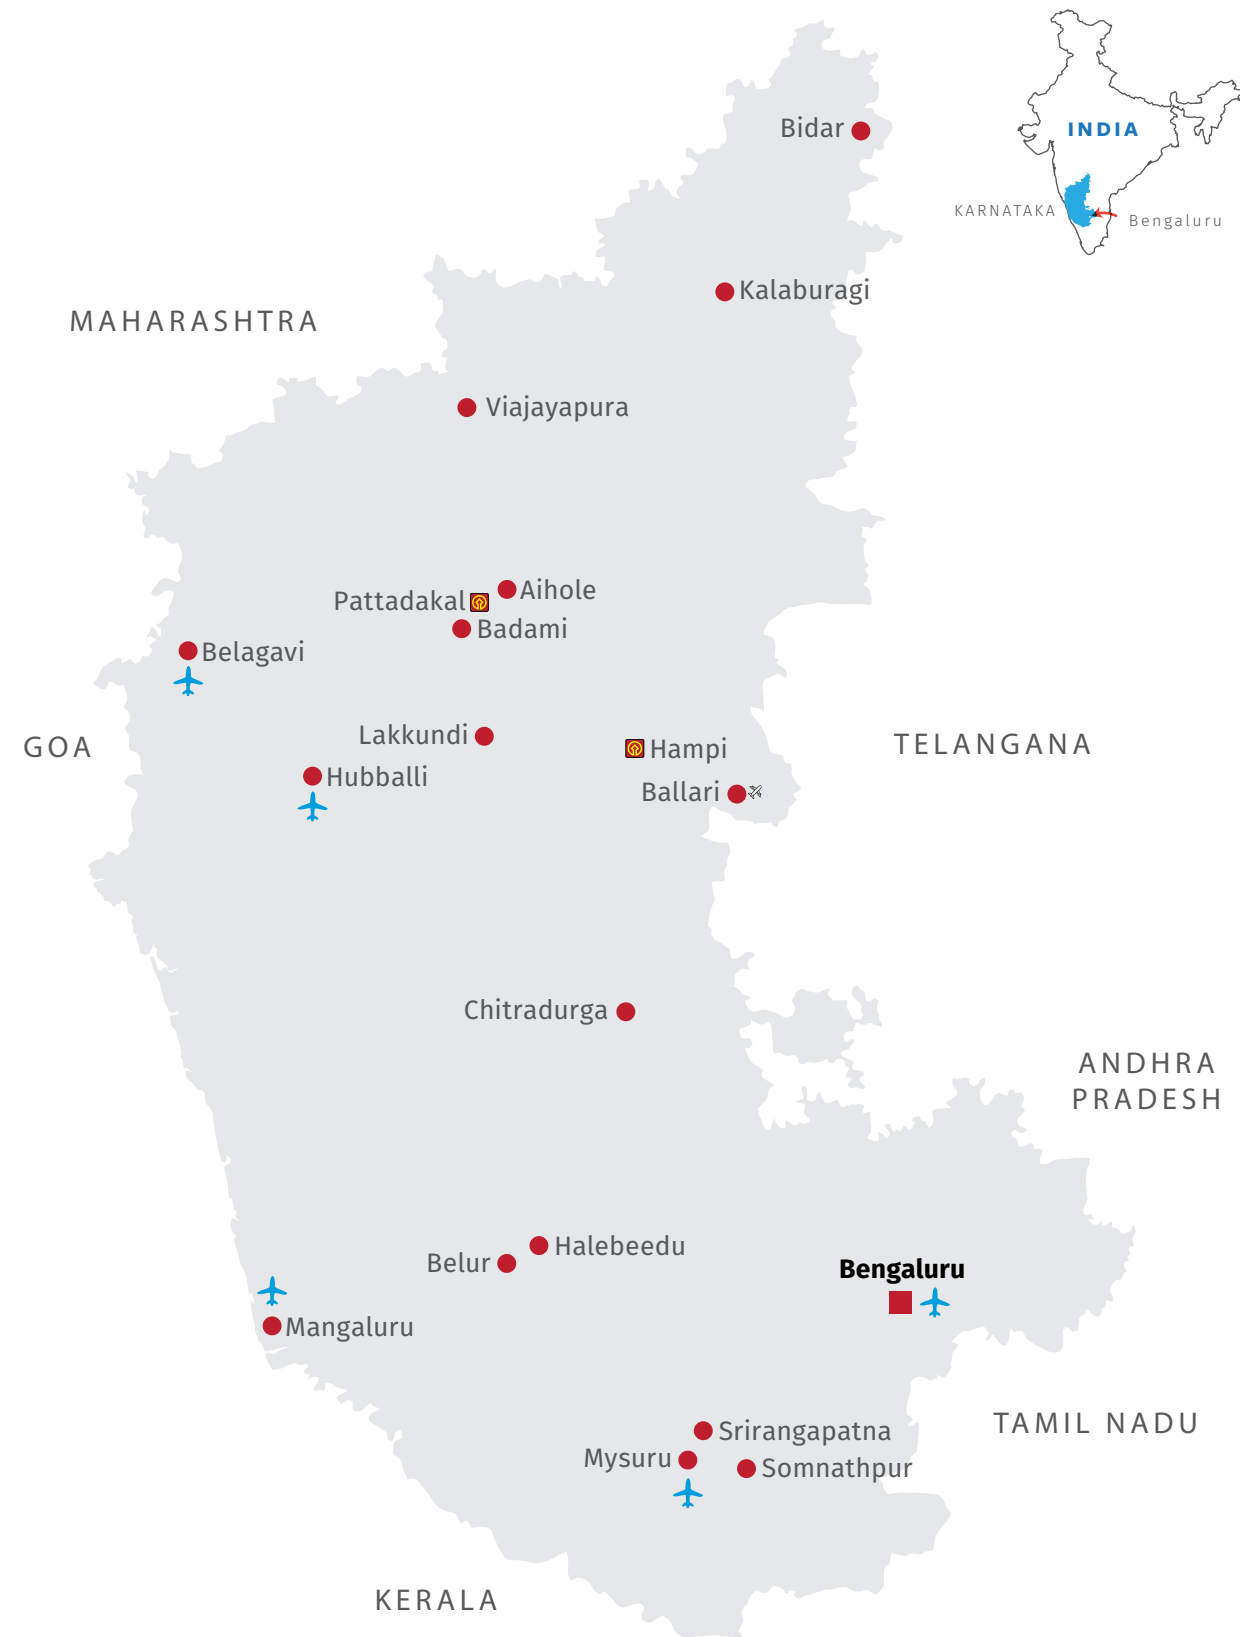 Bidar
INDIA
KARNATAKA
Bengaluru
Kalaburagi
MAHARASHTRA
Viajayapura
Aihole
Pattadakal
Badami
Belagavi
Lakkundi
GOA
Hampi
TELANGANA
Hubballi
Ballari
Chitradurga
ANDHRA
PRADESH
Halebeedu
Belur
Bengaluru
Mangaluru
TAMIL NADU
Srirangapatna
Mysuru
Somnathpur
KERALA